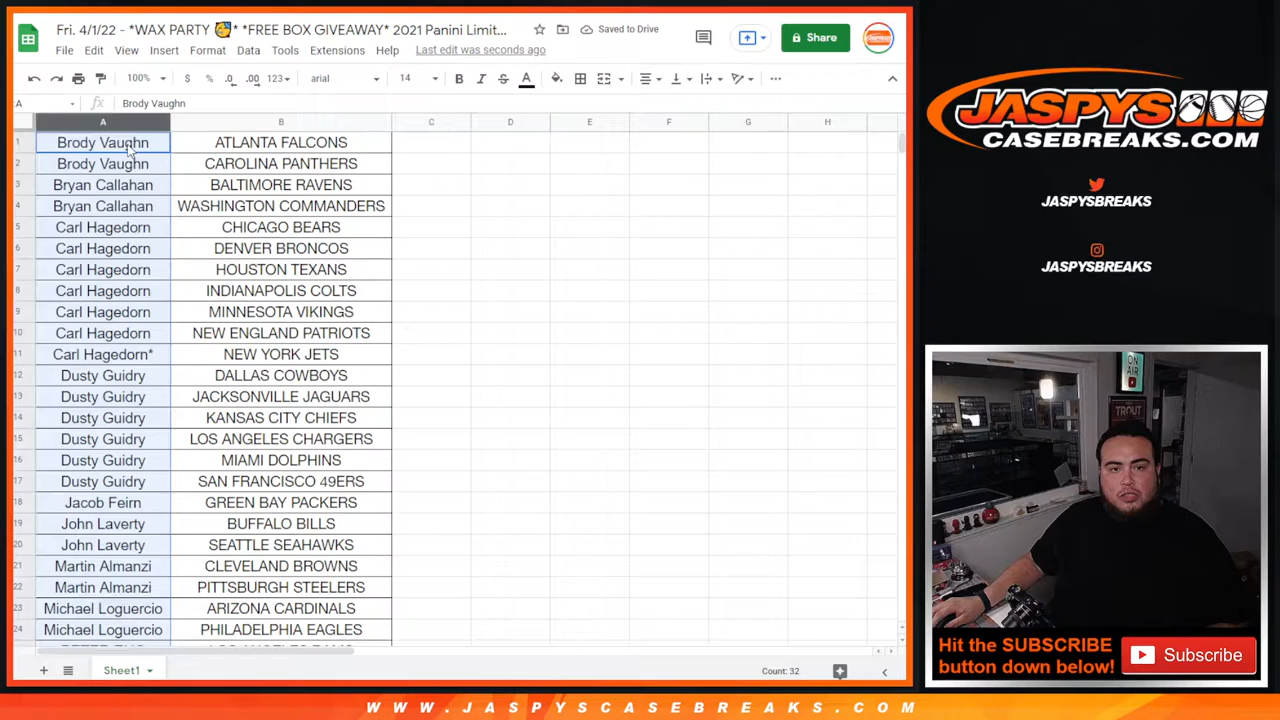 Fri. 4/1/22 - *WAX PARTY 🥳* *FREE BOX GIVEAWAY* 2021 Panini Limit...
Saved to Drive
Share
File Edit View Insert Format Data Tools Extensions Help Last edit was seconds ago
100% $ % .0 .00 123 arial 14 B I S A
A fx Brody Vaughn
A B C D E F G H
1 Brody Vaughn ATLANTA FALCONS
2 Brody Vaughn CAROLINA PANTHERS
3 Bryan Callahan BALTIMORE RAVENS
4 Bryan Callahan WASHINGTON COMMANDERS
5 Carl Hagedorn CHICAGO BEARS
6 Carl Hagedorn DENVER BRONCOS
7 Carl Hagedorn HOUSTON TEXANS
8 Carl Hagedorn INDIANAPOLIS COLTS
9 Carl Hagedorn MINNESOTA VIKINGS
10 Carl Hagedorn NEW ENGLAND PATRIOTS
11 Carl Hagedorn* NEW YORK JETS
12 Dusty Guidry DALLAS COWBOYS
13 Dusty Guidry JACKSONVILLE JAGUARS
14 Dusty Guidry KANSAS CITY CHIEFS
15 Dusty Guidry LOS ANGELES CHARGERS
16 Dusty Guidry MIAMI DOLPHINS
17 Dusty Guidry SAN FRANCISCO 49ERS
18 Jacob Feirn GREEN BAY PACKERS
19 John Laverty BUFFALO BILLS
20 John Laverty SEATTLE SEAHAWKS
21 Martin Almanzi CLEVELAND BROWNS
22 Martin Almanzi PITTSBURGH STEELERS
23 Michael Loguercio ARIZONA CARDINALS
24 Michael Loguercio PHILADELPHIA EAGLES
Sheet1
Count: 32
JASPYS
CASEBREAKS.COM
JASPYSBREAKS
JASPYSBREAKS
ON
AIR
TROUT
Hit the SUBSCRIBE
button down below!
Subscribe
WWW.JASPYSCASEBREAKS.COM